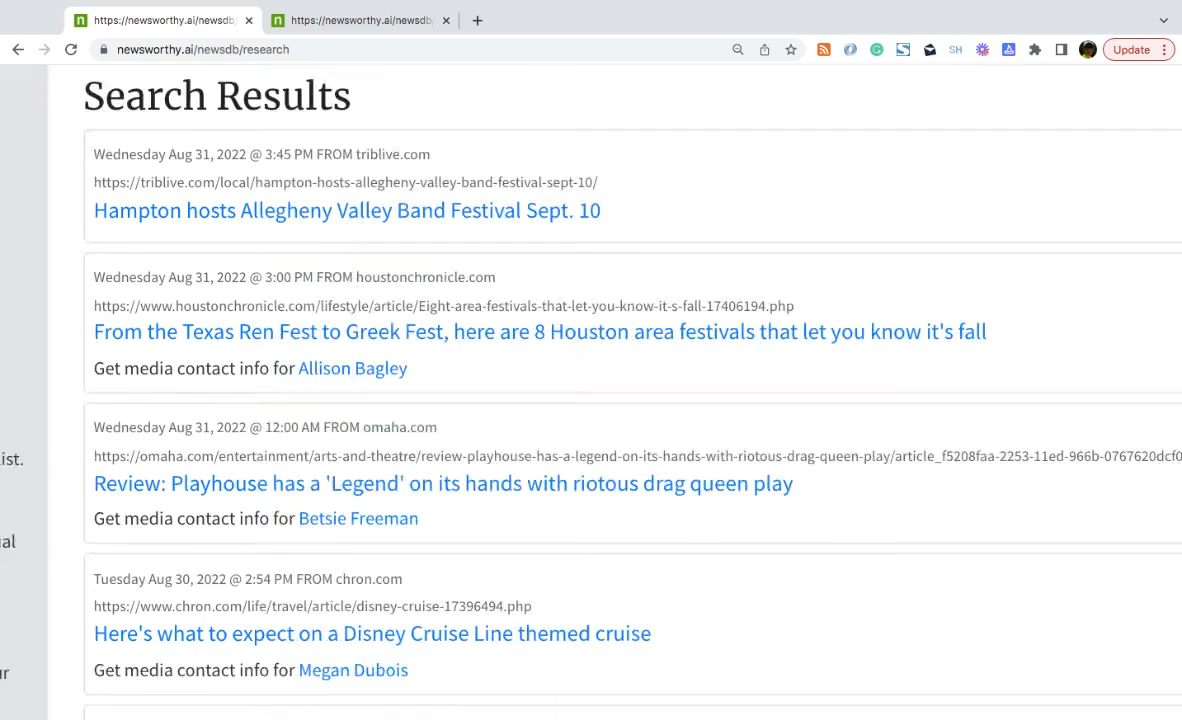 https://newsworthy.ai/newsdb/
https://newsworthy.ai/newsdb/
newsworthy.ai/newsdb/research
SH
Update
Search Results
Wednesday Aug 31, 2022 @ 3:45 PM FROM triblive.com
https://triblive.com/local/hampton-hosts-allegheny-valley-band-festival-sept-10/
Hampton hosts Allegheny Valley Band Festival Sept. 10
Wednesday Aug 31, 2022 @ 3:00 PM FROM houstonchronicle.com
https://www.houstonchronicle.com/lifestyle/article/Eight-area-festivals-that-let-you-know-it-s-fall-17406194.php
From the Texas Ren Fest to Greek Fest, here are 8 Houston area festivals that let you know it's fall
Get media contact info for Allison Bagley
Wednesday Aug 31, 2022 @ 12:00 AM FROM omaha.com
https://omaha.com/entertainment/arts-and-theatre/review-playhouse-has-a-legend-on-its-hands-with-riotous-drag-queen-play/article_f5208faa-2253-11ed-966b-0767620dcf0
ist.
Review: Playhouse has a 'Legend' on its hands with riotous drag queen play
Get media contact info for Betsie Freeman
ial
Tuesday Aug 30, 2022 @ 2:54 PM FROM chron.com
https://www.chron.com/life/travel/article/disney-cruise-17396494.php
Here's what to expect on a Disney Cruise Line themed cruise
Get media contact info for Megan Dubois
ur